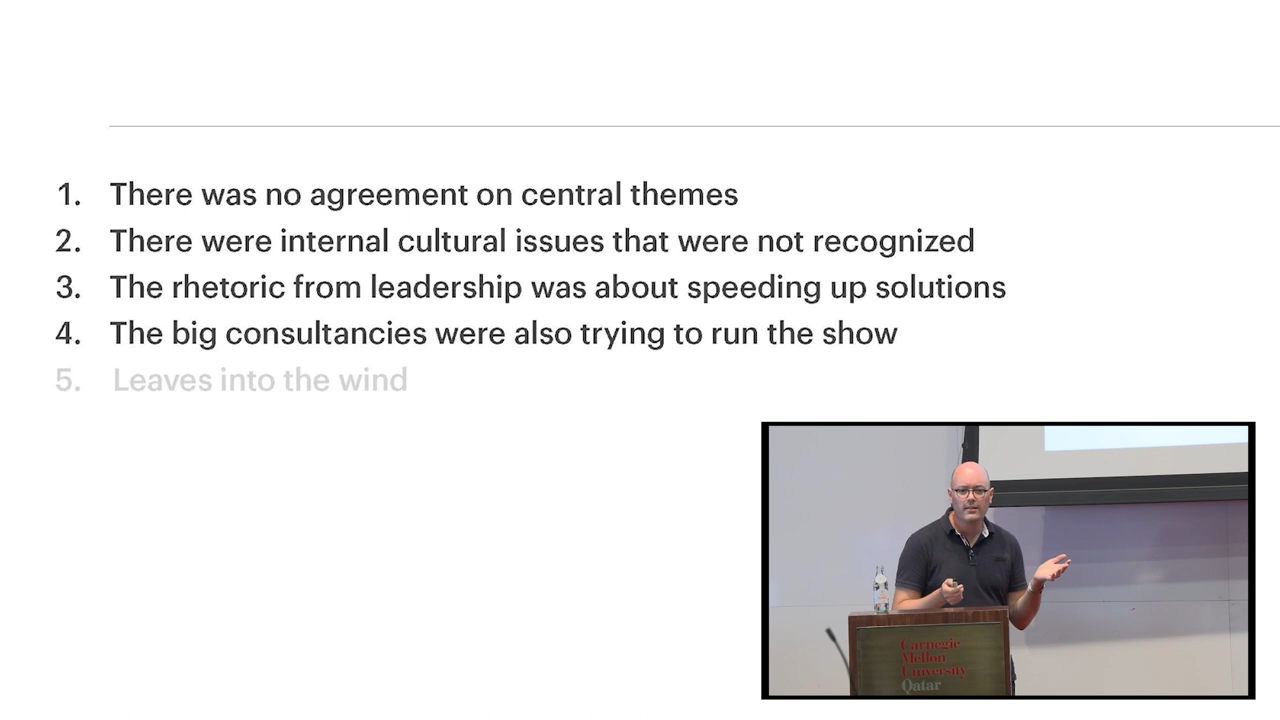 1. There was no agreement on central themes
2. There were internal cultural issues that were not recognized
3. The rhetoric from leadership was about speeding up solutions
4. The big consultancies were also trying to run the show
5. Leaves into the wind
Carnegie
Mellon
University
Qatar